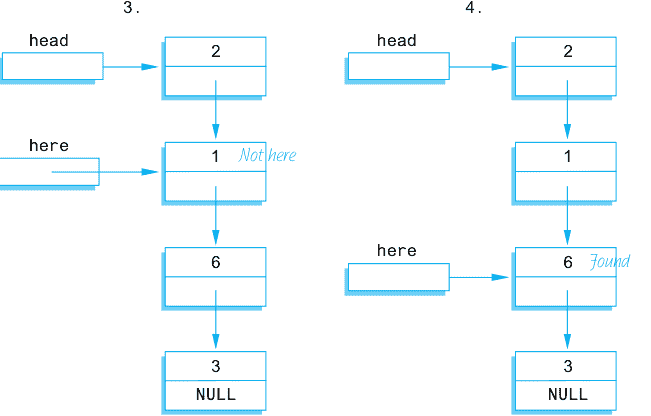 3.
head
2
here
1 Not here
6
3
NULL
4.
head
2
1
here
6 Found
3
NULL